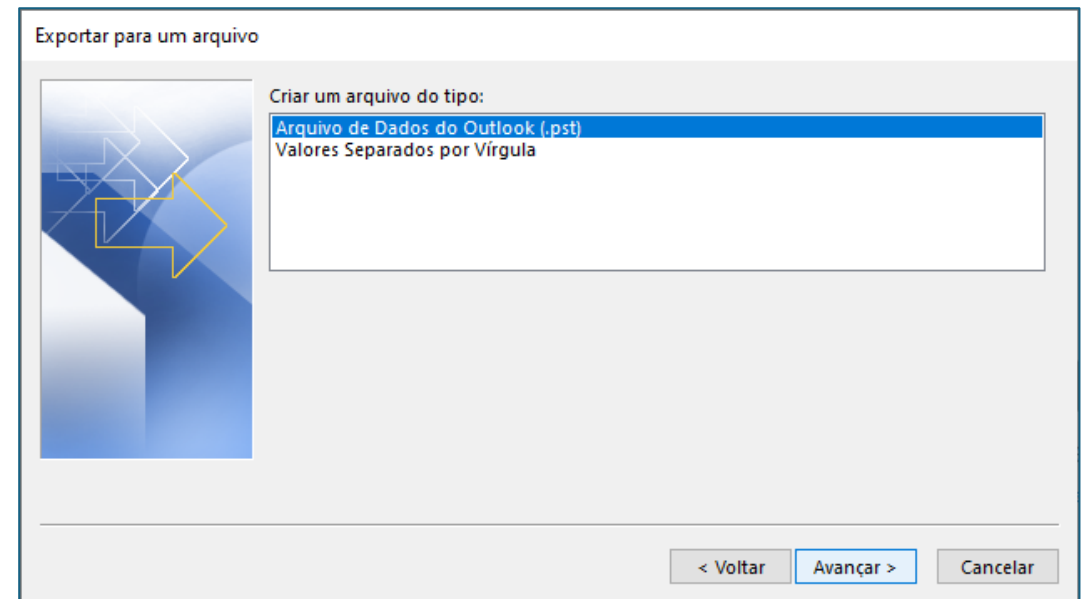 Exportar para um arquivo
Criar um arquivo do tipo:
Arquivo de Dados do Outlook (.pst)
Valores Separados por Vírgula
< Voltar
Avançar >
Cancelar